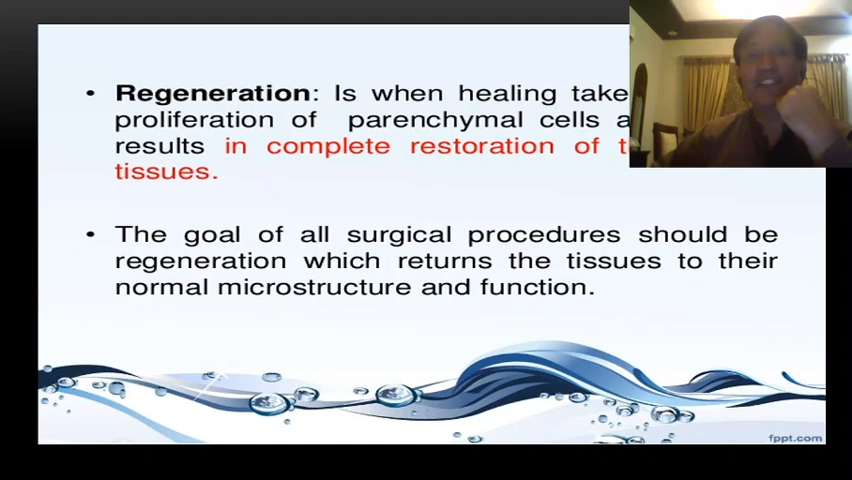 • Regeneration: Is when healing take
proliferation of parenchymal cells
results in complete restoration of
tissues.
• The goal of all surgical procedures should be
regeneration which returns the tissues to their
normal microstructure and function.
fppt.com